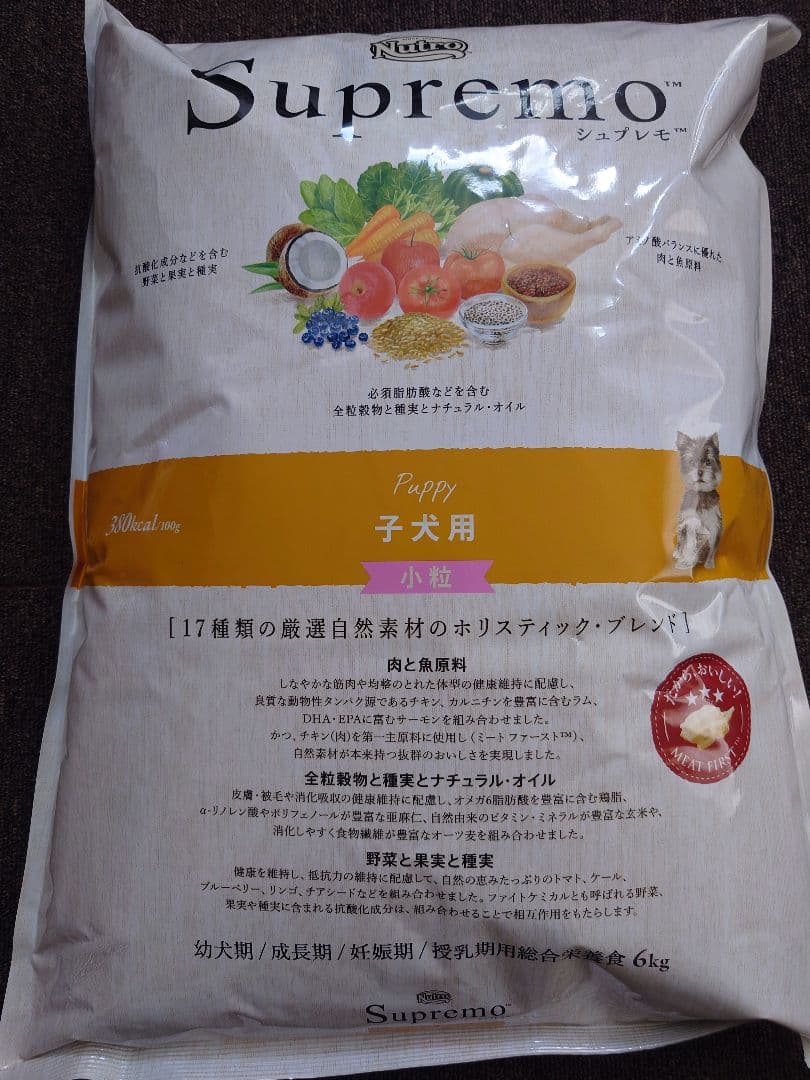 Nutro
Supremo™
シュプレモ™
抗酸化成分などを含む
野菜と果実と種実
アミノ酸バランスに優れた
肉と魚原料
必須脂肪酸などを含む
全粒穀物と種実とナチュラル・オイル
Puppy
380kcal/100g
子犬用
小粒
[17種類の厳選自然素材のホリスティック・ブレンド]
肉と魚原料
しなやかな筋肉や均整のとれた体型の健康維持に配慮し、
良質な動物性タンパク源であるチキン、カルニチンを豊富に含むラム、
DHA・EPAに富むサーモンを組み合わせました。
かつ、チキン(肉)を第一主原料に使用し(ミートファースト™)、
自然素材が本来持つ抜群のおいしさを実現しました。
だから、おいしい!
MEAT FIRST™
全粒穀物と種実とナチュラル・オイル
皮膚・被毛や消化吸収の健康維持に配慮し、オメガ6脂肪酸を豊富に含む鶏脂、
α-リノレン酸やポリフェノールが豊富な亜麻仁、自然由来のビタミン・ミネラルが豊富な玄米や、
消化しやすく食物繊維が豊富なオーツ麦を組み合わせました。
野菜と果実と種実
健康を維持し、抵抗力の維持に配慮して、自然の恵みたっぷりのトマト、ケール、
ブルーベリー、リンゴ、チアシードなどを組み合わせました。ファイトケミカルとも呼ばれる野菜、
果実や種実に含まれる抗酸化成分は、組み合わせることで相互作用をもたらします。
幼犬期/成長期/妊娠期/授乳期用総合栄養食 6kg
Nutro
Supremo™